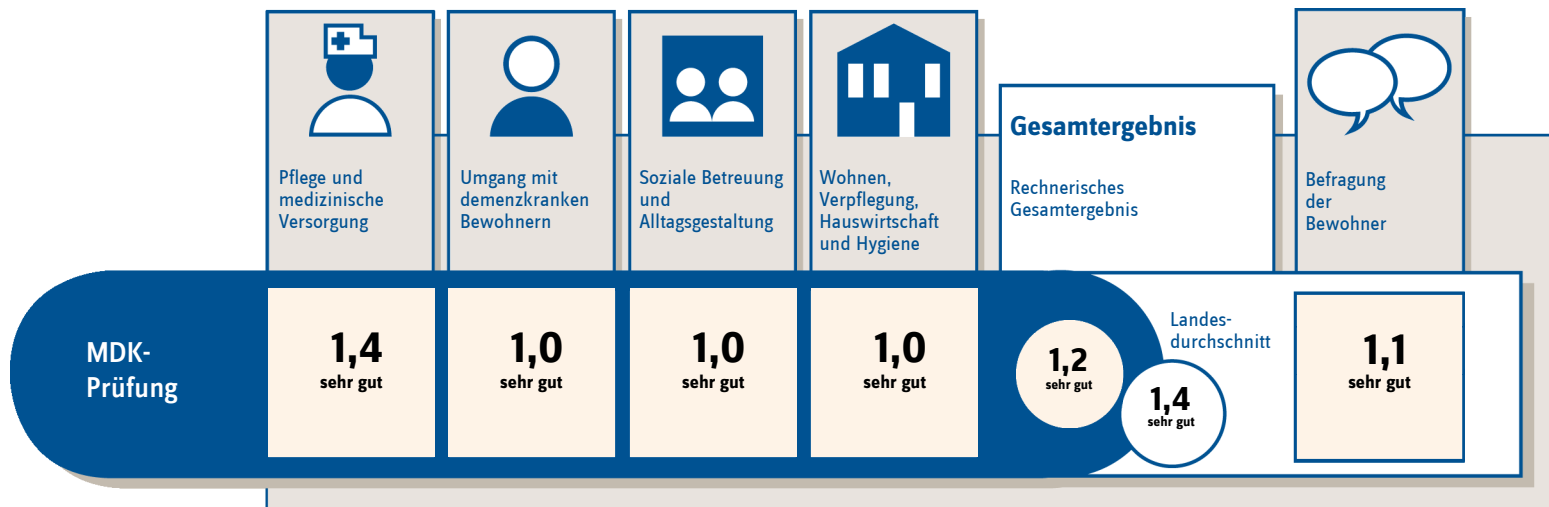 Pflege und
medizinische
Versorgung
Umgang mit
demenzkranken
Bewohnern
Soziale Betreuung
und
Alltagsgestaltung
Wohnen,
Verpflegung,
Hauswirtschaft
und Hygiene
Gesamtergebnis
Rechnerisches
Gesamtergebnis
Befragung
der
Bewohner
MDK-
Prüfung
1,4
sehr gut
1,0
sehr gut
1,0
sehr gut
1,0
sehr gut
1,2
sehr gut
Landes-
durchschnitt
1,4
sehr gut
1,1
sehr gut